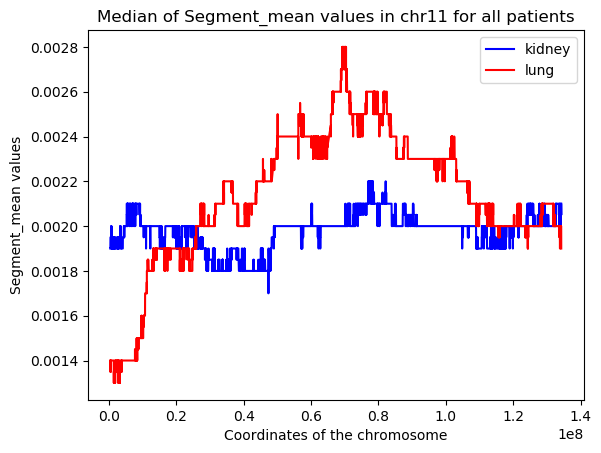 Median of Segment_mean values in chr11 for all patients
kidney
lung
Segment_mean values
0.0028
0.0026
0.0024
0.0022
0.0020
0.0018
0.0016
0.0014
0.0 0.2 0.4 0.6 0.8 1.0 1.2 1.4
1e8
Coordinates of the chromosome